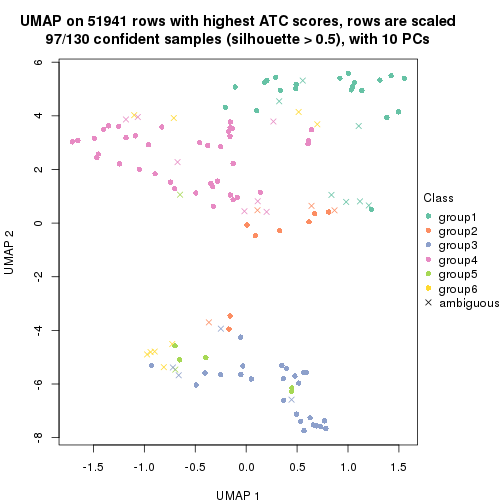 UMAP on 51941 rows with highest ATC scores, rows are scaled
97/130 confident samples (silhouette > 0.5), with 10 PCs
6
4
2
0
-2
-4
-6
-8
UMAP 2
-1.5
-1.0
-0.5
0.0
0.5
1.0
1.5
UMAP 1
Class
group1
group2
group3
group4
group5
group6
ambiguous